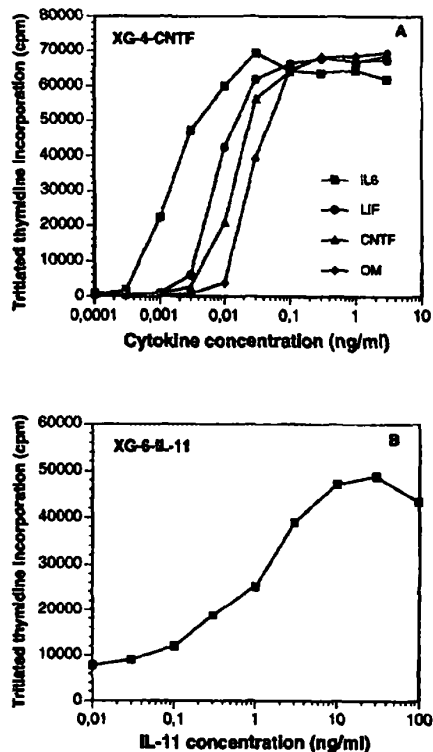 80000
70000
60000
50000
40000
30000
20000
10000
0
Tritiated thymidine incorporation (cpm)
XG-4-CNTF
A
IL6
LIF
CNTF
OM
0,0001
0,001
0,01
0,1
1
10
Cytokine concentration (ng/ml)
60000
50000
40000
30000
20000
10000
0
Tritiated thymidine incorporation (cpm)
XG-6-IL-11
B
0,01
0,1
1
10
100
IL-11 concentration (ng/ml)